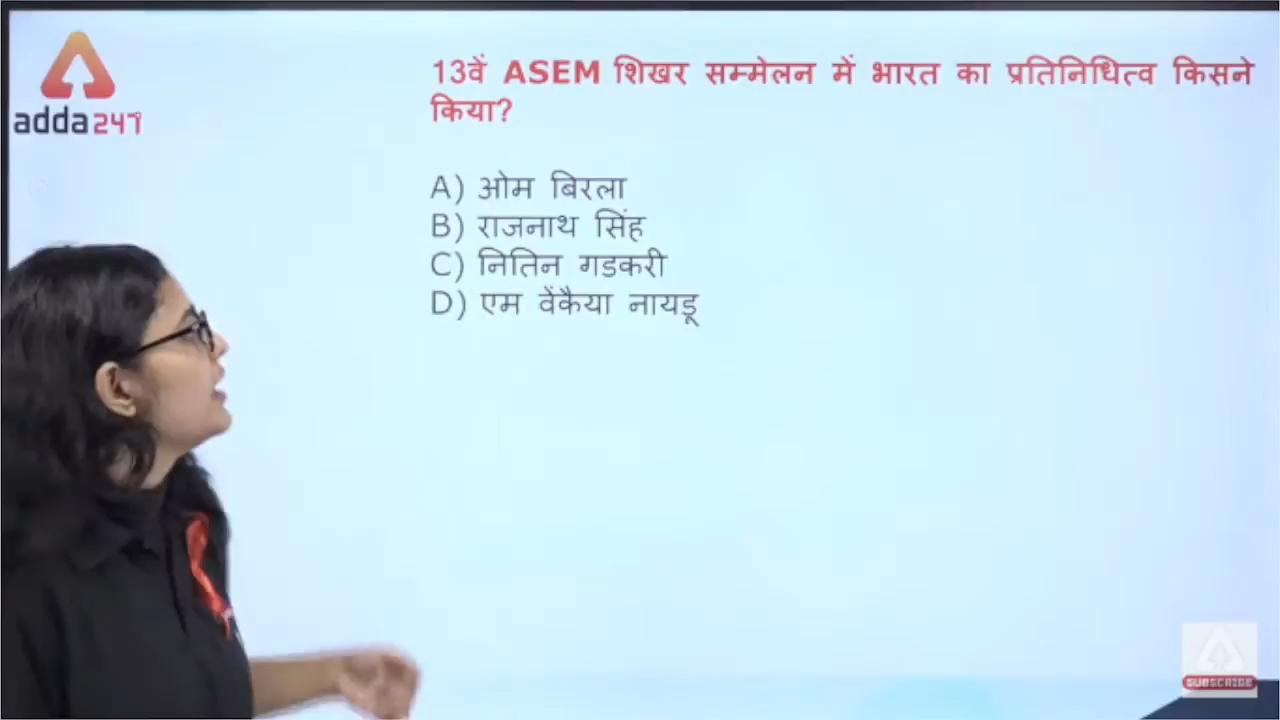 adda247
13वें ASEM शिखर सम्मेलन में भारत का प्रतिनिधित्व किसने
किया?
A) ओम बिरला
B) राजनाथ सिंह
C) नितिन गडकरी
D) एम वेंकैया नायडू
SUBSCRIBE